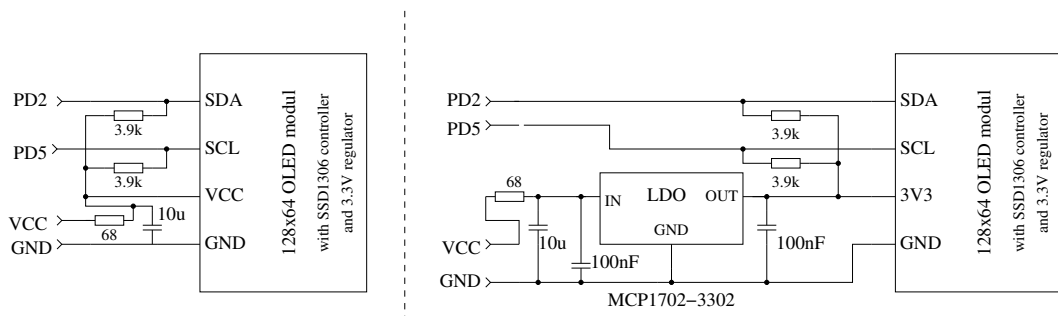 PD2
SDA
3.9k
PD5
SCL
3.9k
VCC
VCC
10u
68
GND
GND
128x64 OLED modul
with SSD1306 controller
and 3.3V regulator
PD2
SDA
PD5
3.9k
SCL
3.9k
68
IN
LDO
OUT
3V3
GND
VCC
10u
100nF
100nF
GND
GND
MCP1702−3302
128x64 OLED modul
with SSD1306 controller
and 3.3V regulator